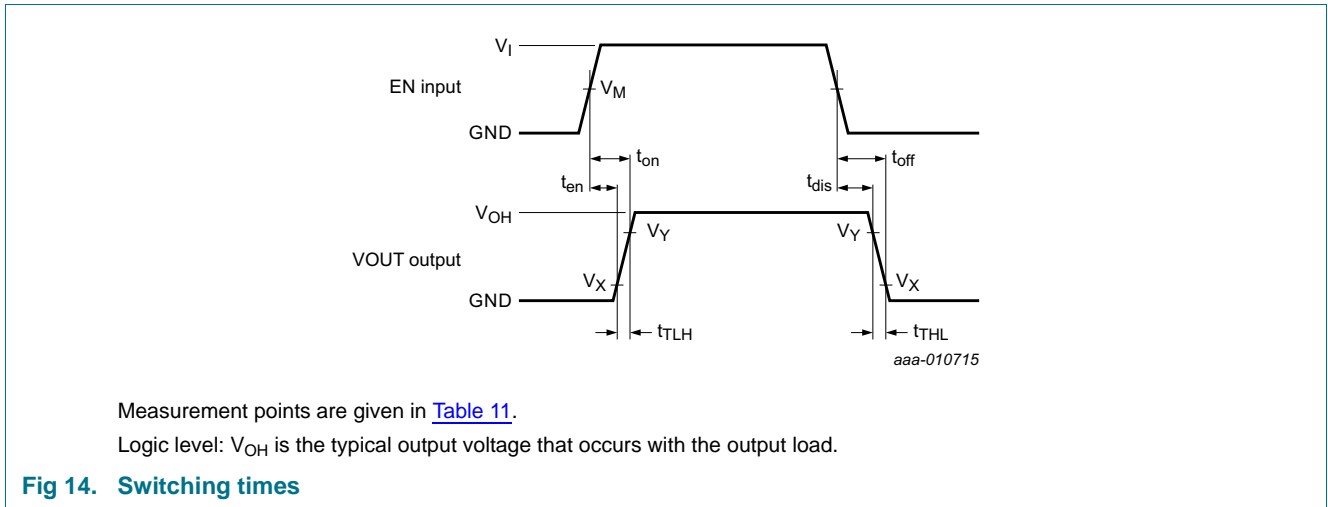 VI
EN input
VM
GND
ton
toff
ten
tdis
VOH
VY
VY
VOUT output
VX
VX
GND
tTLH
tTHL
aaa-010715
Measurement points are given in Table 11.
Logic level: VOH is the typical output voltage that occurs with the output load.
Fig 14. Switching times